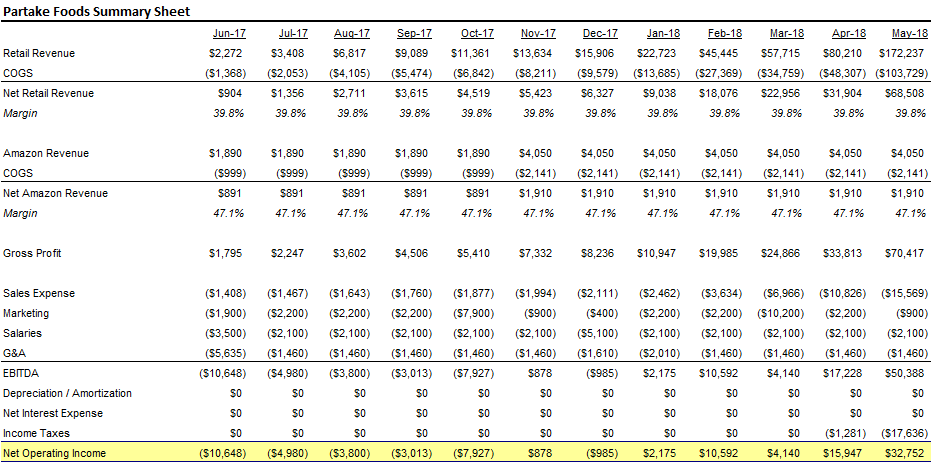 Partake Foods Summary Sheet
Jun-17 Jul-17 Aug-17 Sep-17 Oct-17 Nov-17 Dec-17 Jan-18 Feb-18 Mar-18 Apr-18 May-18
Retail Revenue $2,272 $3,408 $6,817 $9,089 $11,361 $13,634 $15,906 $22,723 $45,445 $57,715 $80,210 $172,237
COGS ($1,368) ($2,053) ($4,105) ($5,474) ($6,842) ($8,211) ($9,579) ($13,685) ($27,369) ($34,759) ($48,307) ($103,729)
Net Retail Revenue $904 $1,356 $2,711 $3,615 $4,519 $5,423 $6,327 $9,038 $18,076 $22,956 $31,904 $68,508
Margin 39.8% 39.8% 39.8% 39.8% 39.8% 39.8% 39.8% 39.8% 39.8% 39.8% 39.8% 39.8%
Amazon Revenue $1,890 $1,890 $1,890 $1,890 $1,890 $4,050 $4,050 $4,050 $4,050 $4,050 $4,050 $4,050
COGS ($999) ($999) ($999) ($999) ($999) ($2,141) ($2,141) ($2,141) ($2,141) ($2,141) ($2,141) ($2,141)
Net Amazon Revenue $891 $891 $891 $891 $891 $1,910 $1,910 $1,910 $1,910 $1,910 $1,910 $1,910
Margin 47.1% 47.1% 47.1% 47.1% 47.1% 47.1% 47.1% 47.1% 47.1% 47.1% 47.1% 47.1%
Gross Profit $1,795 $2,247 $3,602 $4,506 $5,410 $7,332 $8,236 $10,947 $19,985 $24,866 $33,813 $70,417
Sales Expense ($1,408) ($1,467) ($1,643) ($1,760) ($1,877) ($1,994) ($2,111) ($2,462) ($3,634) ($6,966) ($10,826) ($15,569)
Marketing ($1,900) ($2,200) ($2,200) ($2,200) ($7,900) ($900) ($400) ($2,200) ($2,200) ($10,200) ($2,200) ($900)
Salaries ($3,500) ($2,100) ($2,100) ($2,100) ($2,100) ($2,100) ($5,100) ($2,100) ($2,100) ($2,100) ($2,100) ($2,100)
G&A ($5,635) ($1,460) ($1,460) ($1,460) ($1,460) ($1,460) ($1,610) ($2,010) ($1,460) ($1,460) ($1,460) ($1,460)
EBITDA ($10,648) ($4,980) ($3,800) ($3,013) ($7,927) $878 ($985) $2,175 $10,592 $4,140 $17,228 $50,388
Depreciation / Amortization $0 $0 $0 $0 $0 $0 $0 $0 $0 $0 $0 $0
Net Interest Expense $0 $0 $0 $0 $0 $0 $0 $0 $0 $0 $0 $0
Income Taxes $0 $0 $0 $0 $0 $0 $0 $0 $0 $0 ($1,281) ($17,636)
Net Operating Income ($10,648) ($4,980) ($3,800) ($3,013) ($7,927) $878 ($985) $2,175 $10,592 $4,140 $15,947 $32,752